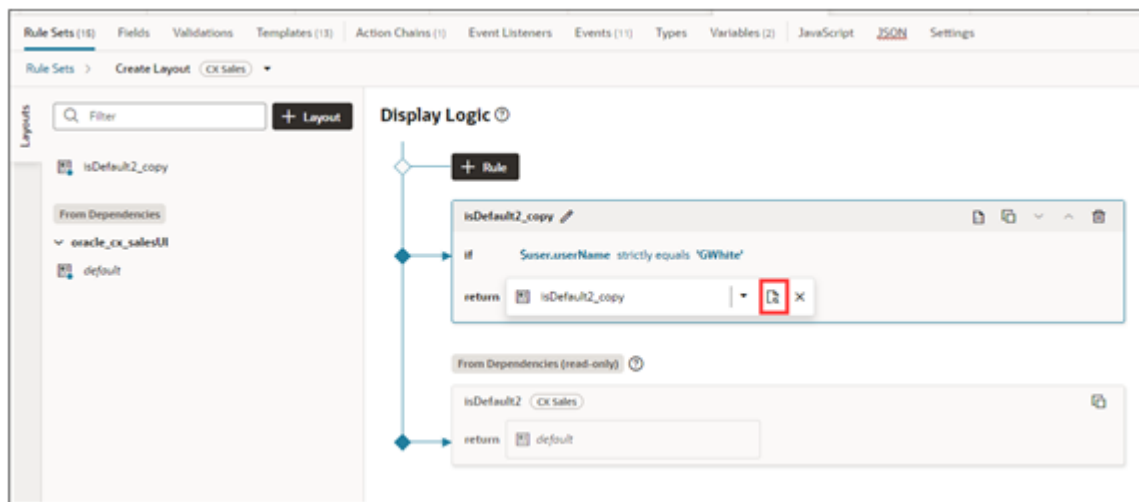 Rule Sets (15) Fields Validations Templates (13) Action Chains (1) Event Listeners Events (11) Types Variables (2) JavaScript JSON Settings
Rule Sets > Create Layout CX Sales
Layouts
Filter
+ Layout
isDefault2_copy
From Dependencies
oracle_cx_salesUI
default
Display Logic
+ Rule
isDefault2_copy
if $user.userName strictly equals 'GWhite'
return isDefault2_copy
From Dependencies (read-only)
isDefault2 CX Sales
return default